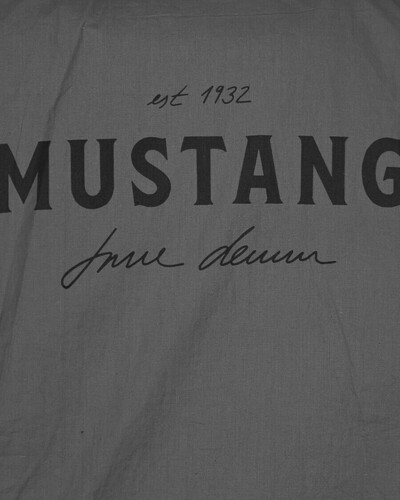 est 1932
MUSTANG
true denim